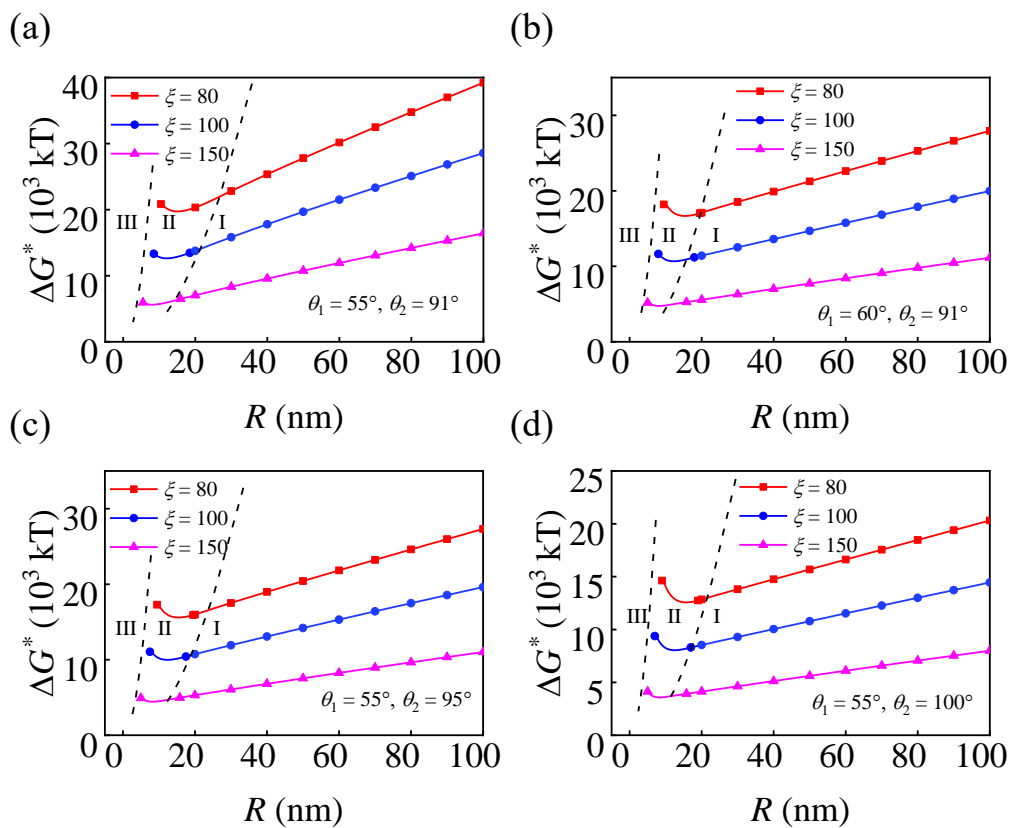 (a)
ΔG* (10³ kT)
40
30
20
10
0
ξ = 80
ξ = 100
ξ = 150
III
II
I
θ₁ = 55°, θ₂ = 91°
0 20 40 60 80 100
R (nm)
(b)
ΔG* (10³ kT)
30
20
10
0
ξ = 80
ξ = 100
ξ = 150
III
II
I
θ₁ = 60°, θ₂ = 91°
0 20 40 60 80 100
R (nm)
(c)
ΔG* (10³ kT)
30
20
10
0
ξ = 80
ξ = 100
ξ = 150
III
II
I
θ₁ = 55°, θ₂ = 95°
0 20 40 60 80 100
R (nm)
(d)
ΔG* (10³ kT)
25
20
15
10
5
0
ξ = 80
ξ = 100
ξ = 150
III
II
I
θ₁ = 55°, θ₂ = 100°
0 20 40 60 80 100
R (nm)